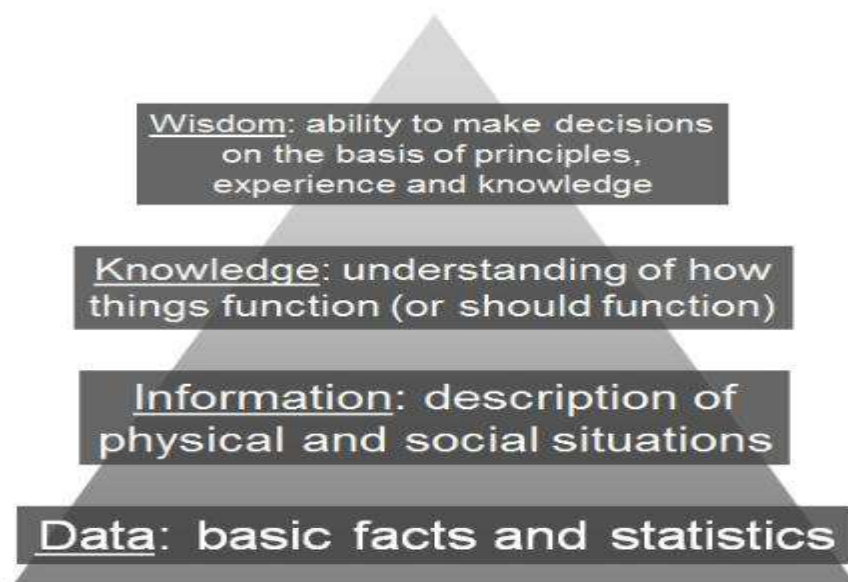 Wisdom: ability to make decisions
on the basis of principles,
experience and knowledge
Knowledge: understanding of how
things function (or should function)
Information: description of
physical and social situations
Data: basic facts and statistics